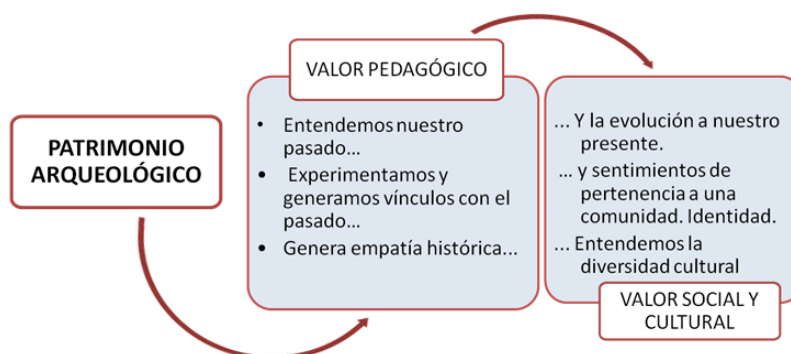 PATRIMONIO
ARQUEOLÓGICO
VALOR PEDAGÓGICO
• Entendemos nuestro
pasado...
• Experimentamos y
generamos vínculos con el
pasado...
• Genera empatía histórica...
... Y la evolución a nuestro
presente.
... y sentimientos de
pertenencia a una
comunidad. Identidad.
... Entendemos la
diversidad cultural
VALOR SOCIAL Y
CULTURAL